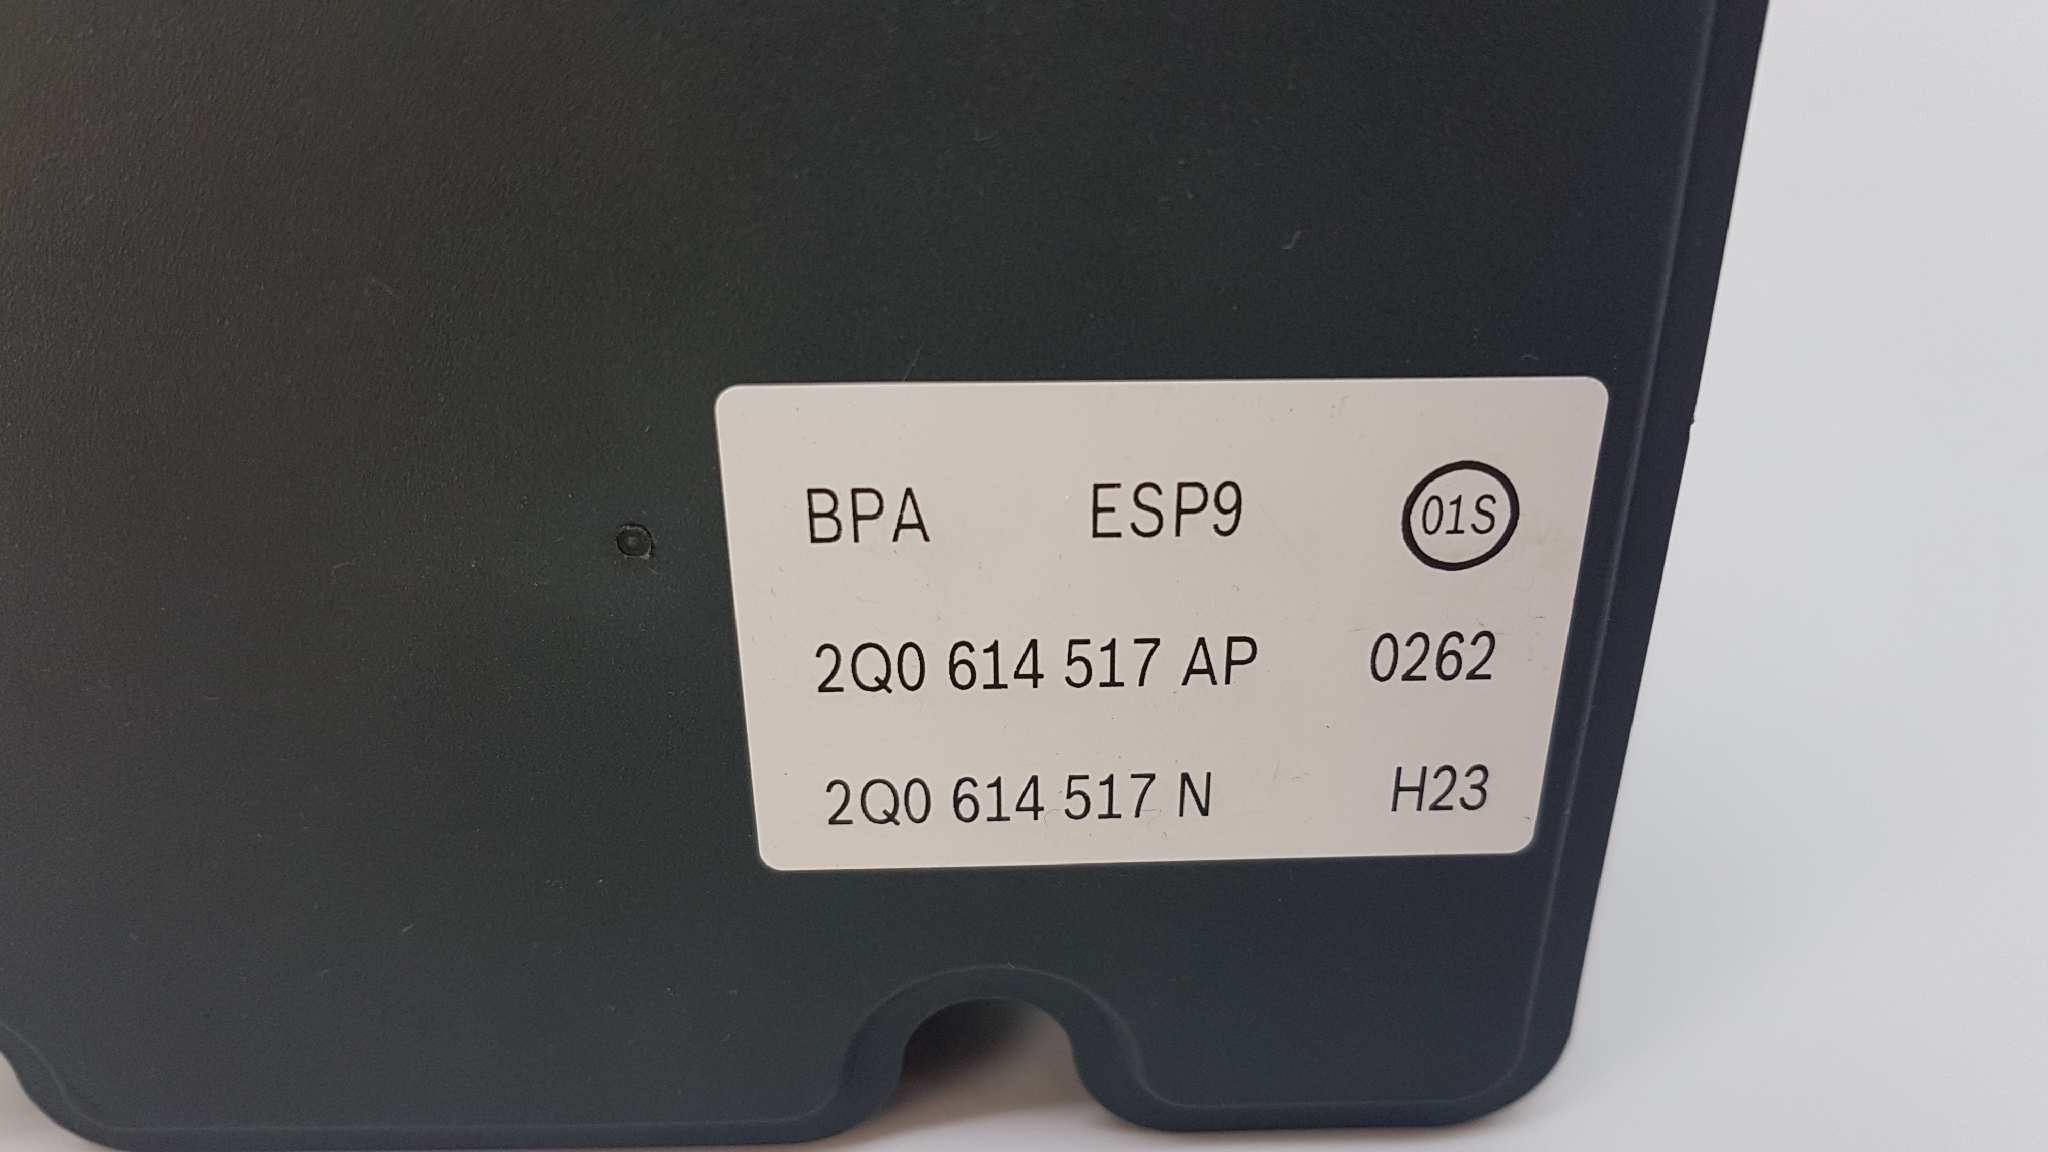 BPA ESP9 01S
2Q0 614 517 AP 0262
2Q0 614 517 N H23